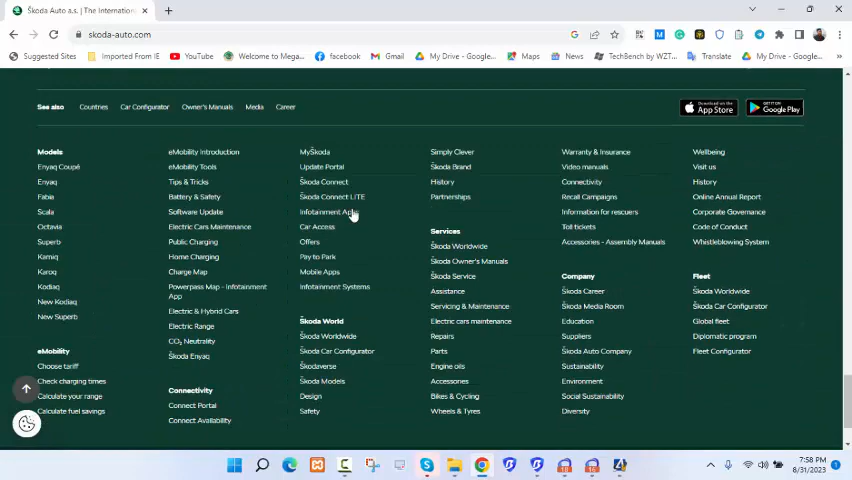 Škoda Auto a.s. | The Internationa
skoda-auto.com
Suggested Sites
Imported From IE
YouTube
Welcome to Mega...
facebook
Gmail
My Drive - Google...
Maps
News
TechBench by WZT...
Translate
My Drive - Google...
See also
Countries
Car Configurator
Owner's Manuals
Media
Career
Download on the
App Store
GET IT ON
Google Play
Models
Enyaq Coupé
Enyaq
Fabia
Scala
Octavia
Superb
Kamiq
Karoq
Kodiaq
New Kodiaq
New Superb
eMobility
Choose tariff
Check charging times
Calculate your range
Calculate fuel savings
eMobility Introduction
eMobility Tools
Tips & Tricks
Battery & Safety
Software Update
Electric Cars Maintenance
Public Charging
Home Charging
Charge Map
Powerpass Map - Infotainment
App
Electric & Hybrid Cars
Electric Range
CO₂ Neutrality
Škoda Enyaq
Connectivity
Connect Portal
Connect Availability
MyŠkoda
Update Portal
Škoda Connect
Škoda Connect LITE
Infotainment Apps
Car Access
Offers
Pay to Park
Mobile Apps
Infotainment Systems
Škoda World
Škoda Worldwide
Škoda Car Configurator
Škodaverse
Škoda Models
Design
Safety
Simply Clever
Škoda Brand
History
Partnerships
Services
Škoda Worldwide
Škoda Owner's Manuals
Škoda Service
Assistance
Servicing & Maintenance
Electric cars maintenance
Repairs
Parts
Engine oils
Accessories
Bikes & Cycling
Wheels & Tyres
Warranty & Insurance
Video manuals
Connectivity
Recall Campaigns
Information for rescuers
Toll tickets
Accessories - Assembly Manuals
Company
Škoda Career
Škoda Media Room
Education
Suppliers
Škoda Auto Company
Sustainability
Environment
Social Sustainability
Diversity
Wellbeing
Visit us
History
Online Annual Report
Corporate Governance
Code of Conduct
Whistleblowing System
Fleet
Škoda Worldwide
Škoda Car Configurator
Global fleet
Diplomatic program
Fleet Configurator
7:58 PM
8/31/2023